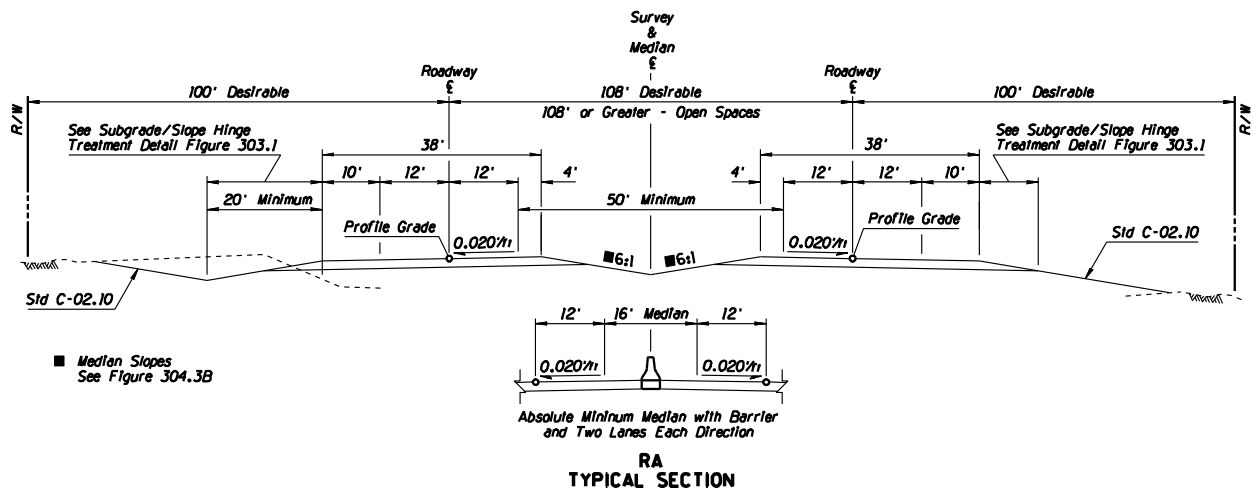 Survey
&
Median
℄
Roadway
℄
Roadway
℄
R/W
100' Desirable
108' Desirable
100' Desirable
R/W
108' or Greater - Open Spaces
See Subgrade/Slope Hinge
Treatment Detail Figure 303.1
38'
38'
See Subgrade/Slope Hinge
Treatment Detail Figure 303.1
10'
12'
12'
4'
4'
12'
12'
10'
20' Minimum
50' Minimum
Profile Grade
Profile Grade
0.020'/ft
0.020'/ft
■6:1
■6:1
Std C-02.10
Std C-02.10
12'
16' Median
12'
■ Median Slopes
See Figure 304.3B
0.020'/ft
0.020'/ft
Absolute Mininum Median with Barrier
and Two Lanes Each Direction
RA
TYPICAL SECTION